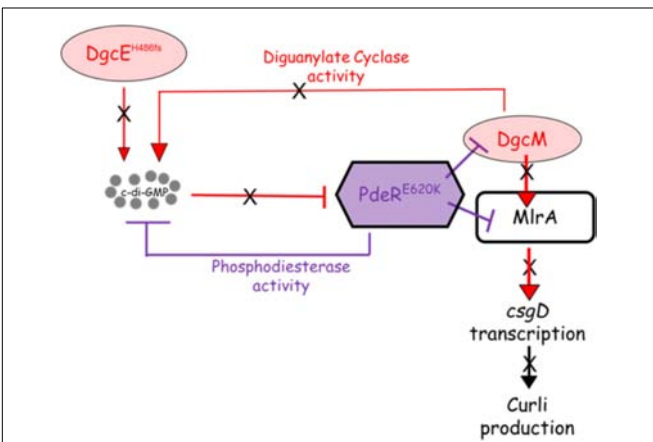 DgcE^H486fs
Diguanylate Cyclase
activity
X
X
DgcM
X
c-di-GMP
X
PdeR^E620K
MlrA
Phosphodiesterase
activity
X
csgD
transcription
X
Curli
production